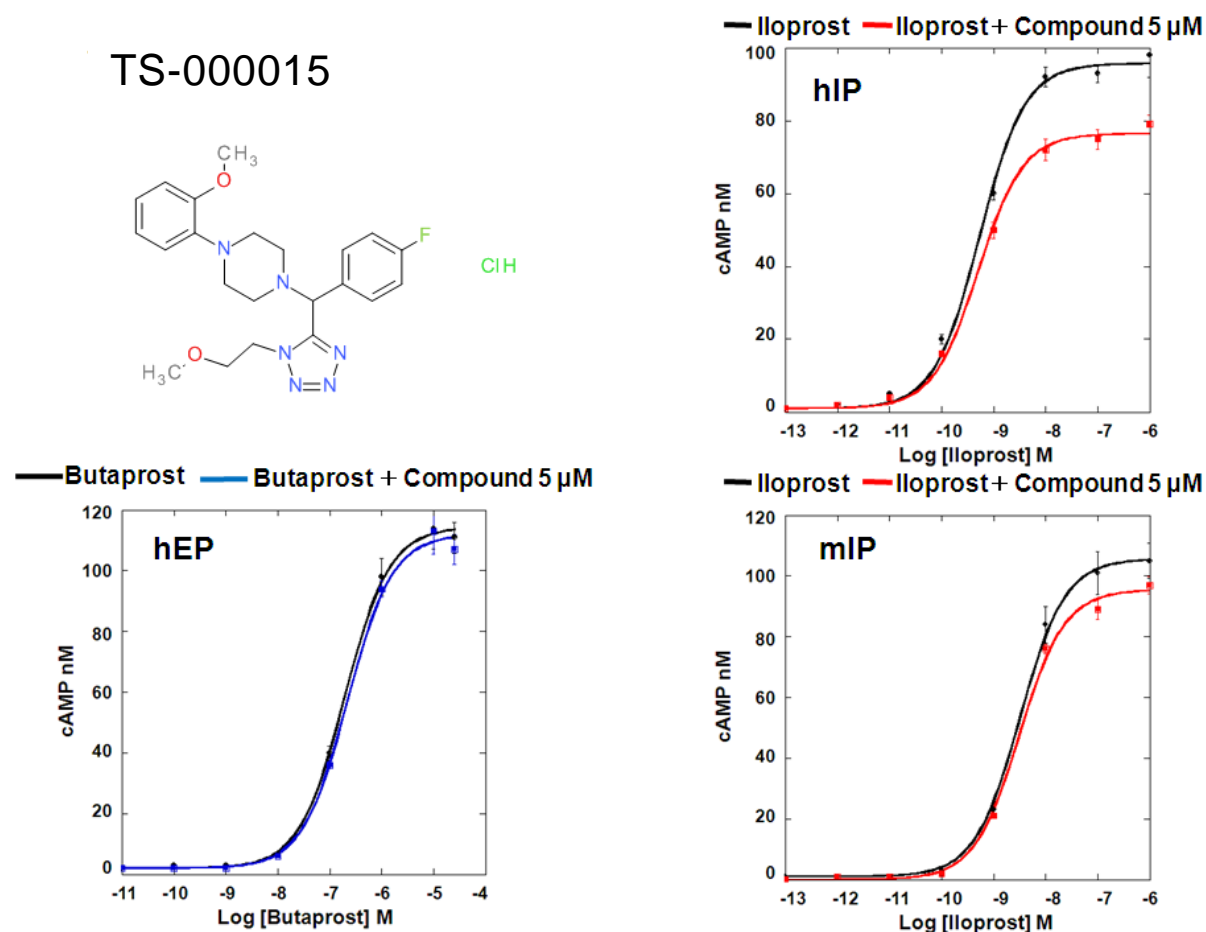 TS-000015
CH3
O
F
N
N
ClH
O
H3C
N
N
N
N
Iloprost Iloprost + Compound 5 µM
hIP
cAMP nM
100
80
60
40
20
0
-13 -12 -11 -10 -9 -8 -7 -6
Log [Iloprost] M
Butaprost Butaprost + Compound 5 µM
hEP
cAMP nM
120
100
80
60
40
20
0
-11 -10 -9 -8 -7 -6 -5 -4
Log [Butaprost] M
Iloprost Iloprost + Compound 5 µM
mIP
cAMP nM
120
100
80
60
40
20
0
-13 -12 -11 -10 -9 -8 -7 -6
Log [Iloprost] M